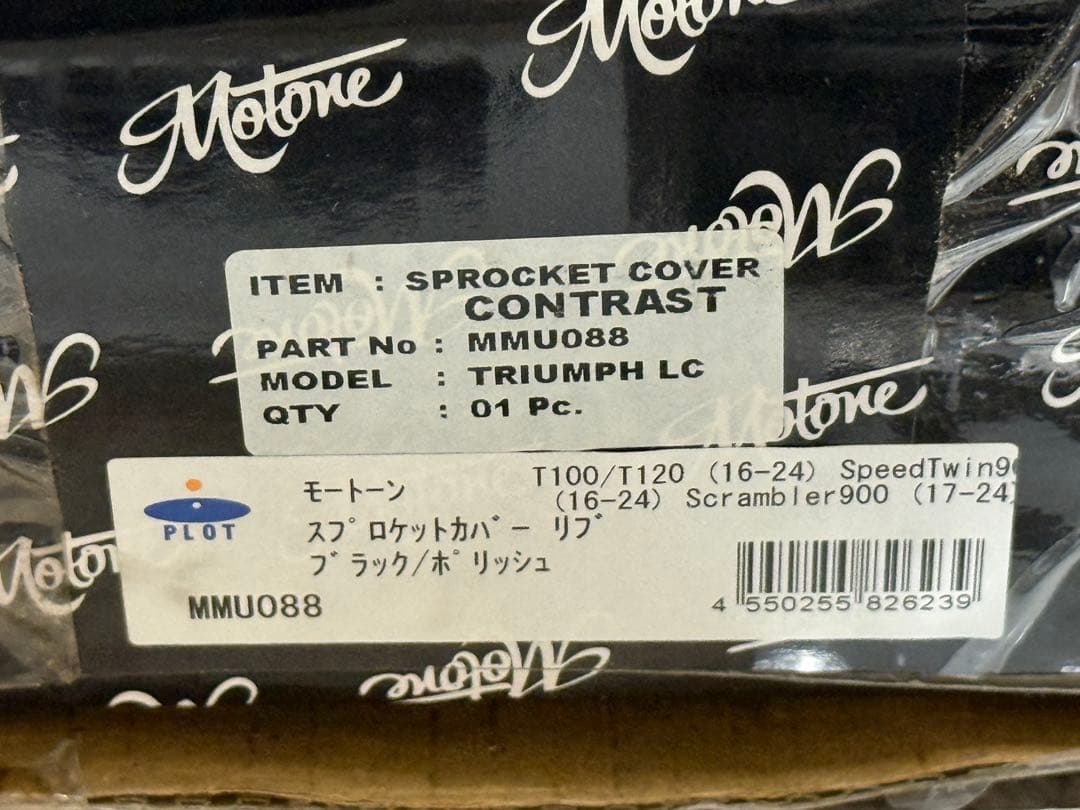 Motone
Motone
Motone
ITEM : SPROCKET COVER
CONTRAST
PART No : MMU088
MODEL : TRIUMPH LC
QTY : 01 Pc.
Motone
PLOT
モートーン
T100/T120 (16-24) SpeedTwin90
(16-24) Scrambler900 (17-24)
スプロケットカバー リブ
ブラック/ポリッシュ
MMU088
4 550255 826239
Motone